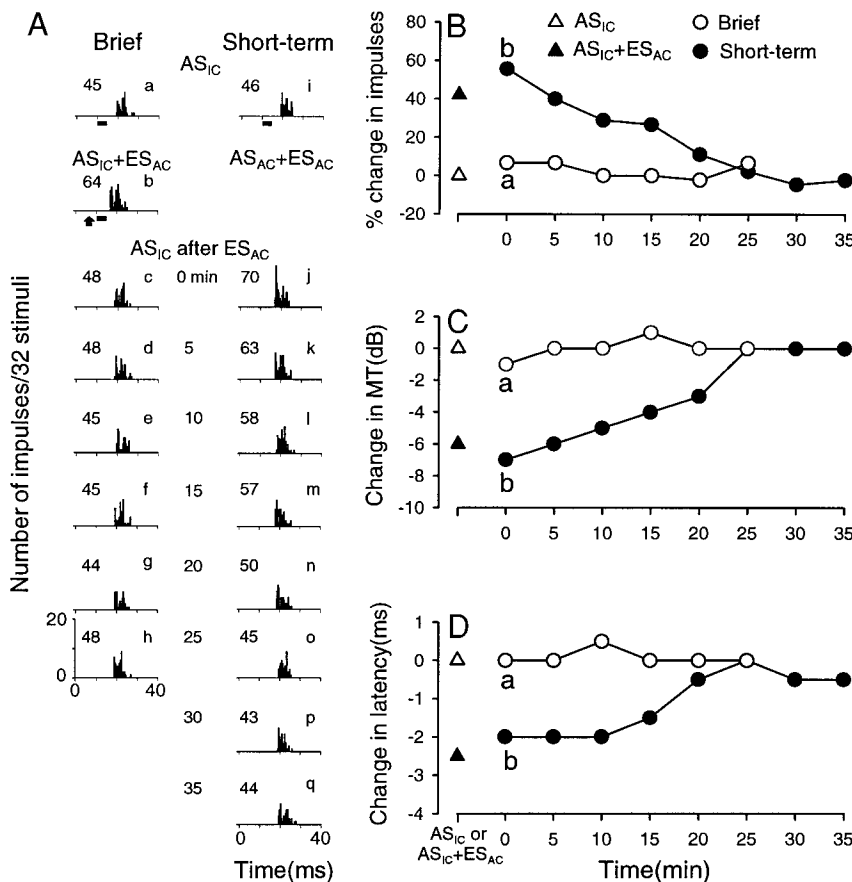 A
Brief
Short-term
AS_IC
45 a
46 i
AS_IC+ES_AC
AS_AC+ES_AC
64 b
AS_IC after ES_AC
48 c 0 min 70 j
48 d 5 63 k
45 e 10 58 l
45 f 15 57 m
44 g 20 50 n
20
48 h 25 45 o
0
0 40
30 43 p
35 44 q
0 40
Time(ms)
Number of impulses/32 stimuli
B
AS_IC
Brief
AS_IC+ES_AC
Short-term
% change in impulses
80
60
40
20
0
-20
b
a
0 5 10 15 20 25 30 35
C
Change in MT(dB)
2
0
-2
-4
-6
-8
-10
a
b
0 5 10 15 20 25 30 35
D
Change in latency(ms)
1
0
-1
-2
-3
-4
a
b
AS_IC or
AS_IC+ES_AC
0 5 10 15 20 25 30 35
Time(min)